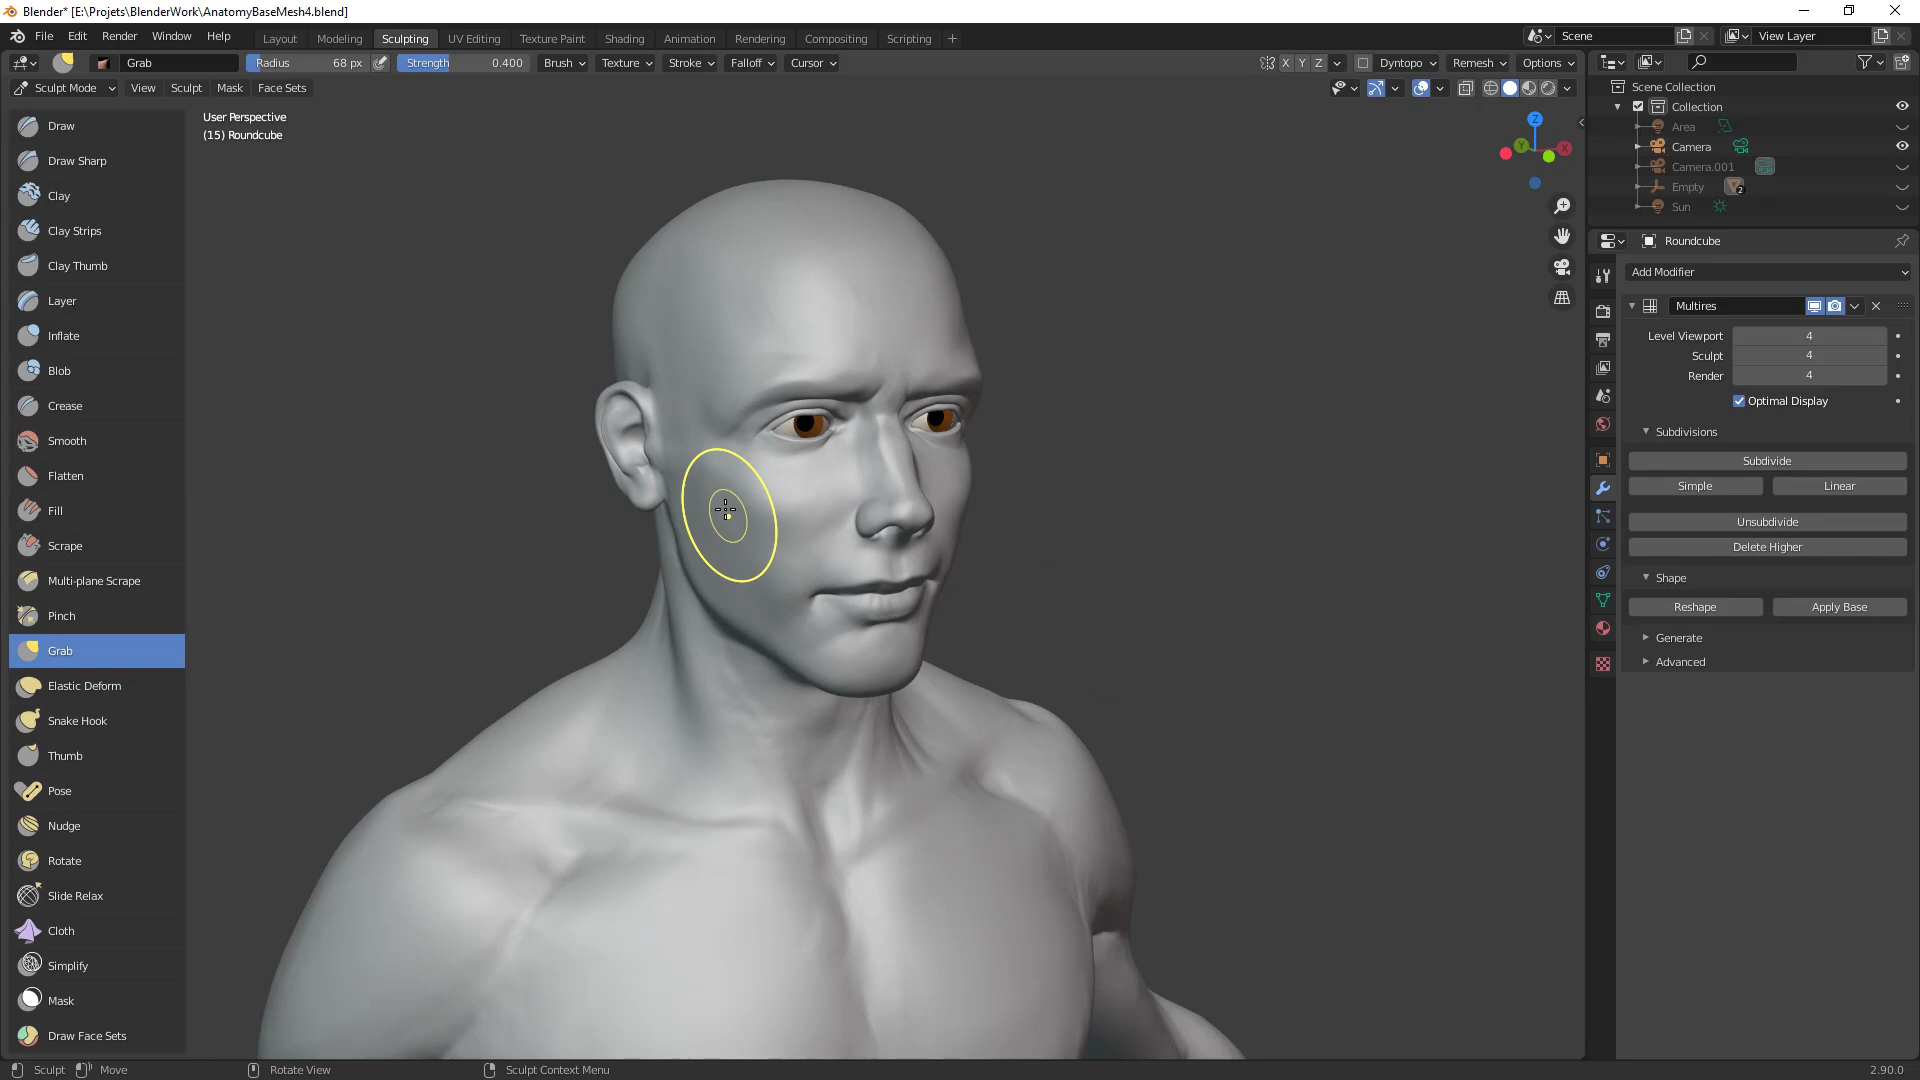 Blender* [E:\Projets\BlenderWork\AnatomyBaseMesh4.blend]
File Edit Render Window Help Layout Modeling Sculpting UV Editing Texture Paint Shading Animation Rendering Compositing Scripting + Scene View Layer
Grab Radius 68 px Strength 0.400 Brush Texture Stroke Falloff Cursor X Y Z Dyntopo Remesh Options
Sculpt Mode View Sculpt Mask Face Sets
User Perspective
(15) Roundcube
Draw
Draw Sharp
Clay
Clay Strips
Clay Thumb
Layer
Inflate
Blob
Crease
Smooth
Flatten
Fill
Scrape
Multi-plane Scrape
Pinch
Grab
Elastic Deform
Snake Hook
Thumb
Pose
Nudge
Rotate
Slide Relax
Cloth
Simplify
Mask
Draw Face Sets
Z
Y X
Scene Collection
Collection
Area
Camera
Camera.001
Empty 2
Sun
Roundcube
Add Modifier
Multires
Level Viewport 4
Sculpt 4
Render 4
Optimal Display
Subdivisions
Subdivide
Simple Linear
Unsubdivide
Delete Higher
Shape
Reshape Apply Base
Generate
Advanced
Sculpt Move Rotate View Sculpt Context Menu 2.90.0